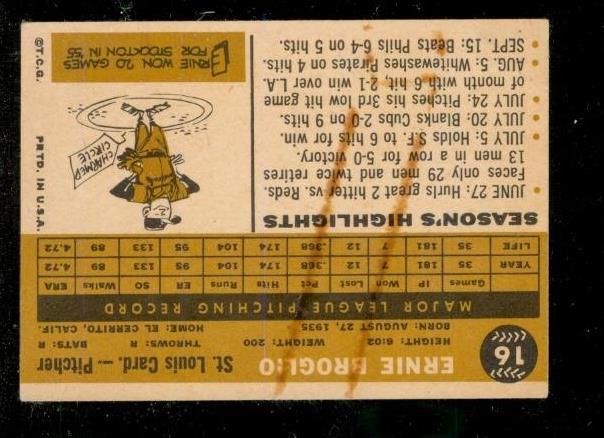 16
ERNIE BROGLIO
St. Louis Card.—Pitcher
HEIGHT: 6:02 WEIGHT: 200 THROWS: R BATS: R
BORN: AUGUST 27, 1935 HOME: EL CERRITO, CALIF.
MAJOR LEAGUE PITCHING RECORD
Games IP Won Lost Pct Hits Runs ER SO Walks ERA
YEAR 35 181 7 12 .368 174 104 95 133 89 4.72
LIFE 35 181 7 12 .368 174 104 95 133 89 4.72
SEASON'S HIGHLIGHTS
• JUNE 27: Hurls great 2 hitter vs. Reds.
Faces only 29 men and twice retires
13 men in a row for 5-0 victory.
• JULY 5: Holds S.F. to 6 hits for win.
• JULY 20: Blanks Cubs 2-0 on 9 hits.
• JULY 24: Pitches his 3rd low hit game
of month with 6 hit 2-1 win over L.A.
• AUG. 5: Whitewashes Pirates on 4 hits.
• SEPT. 15: Beats Phils 6-4 on 5 hits.
CHARMED
CIRCLE
ERNIE WON 20 GAMES
FOR STOCKTON IN '55
©T.C.G. PRTD. IN U.S.A.